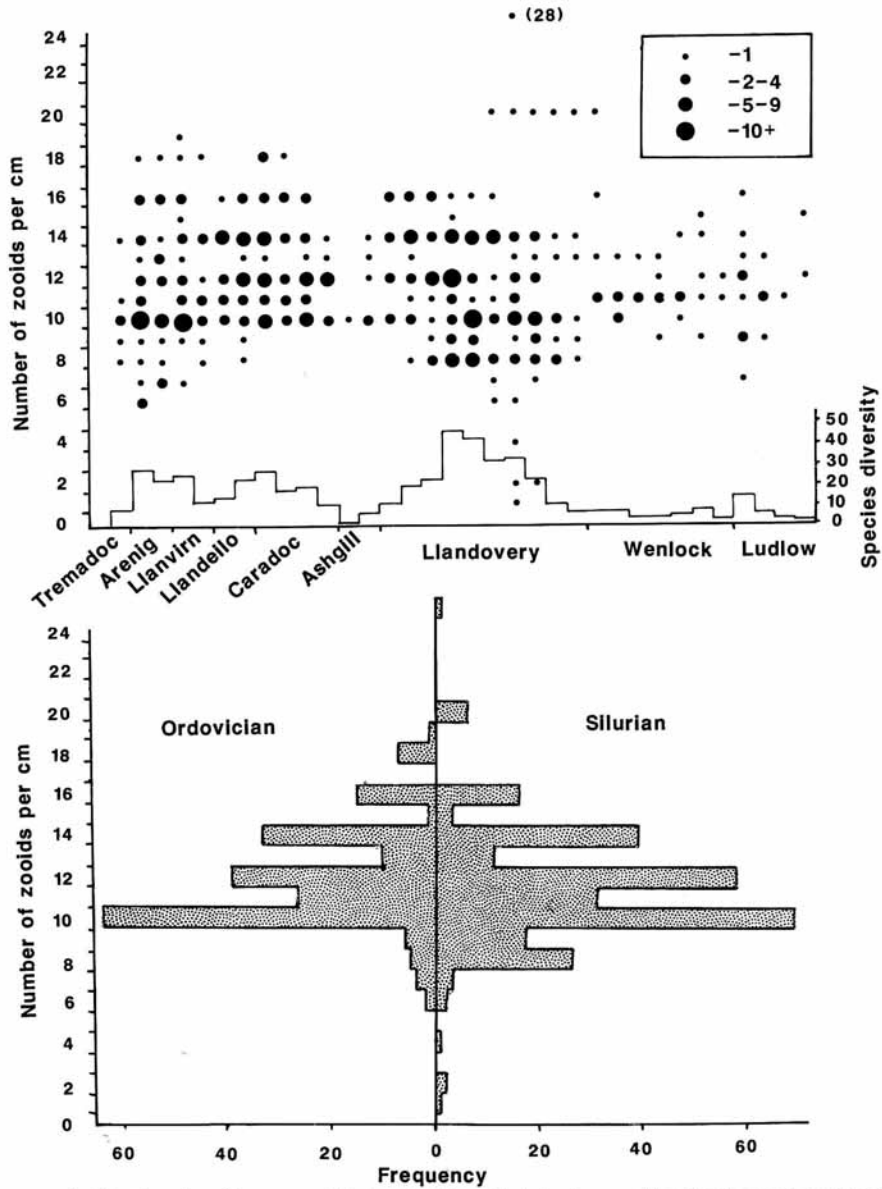 (28)
24
22
20
18
16
14
12
10
8
6
4
2
0
Number of zooids per cm
-1
-2-4
-5-9
-10+
50
40
30
20
10
0
Species diversity
Tremadoc
Arenig
Llanvirn
Llandello
Caradoc
Ashgill
Llandovery
Wenlock
Ludlow
24
22
20
18
16
14
12
10
8
6
4
2
0
Number of zooids per cm
Ordovician
Silurian
60 40 20 0 20 40 60
Frequency